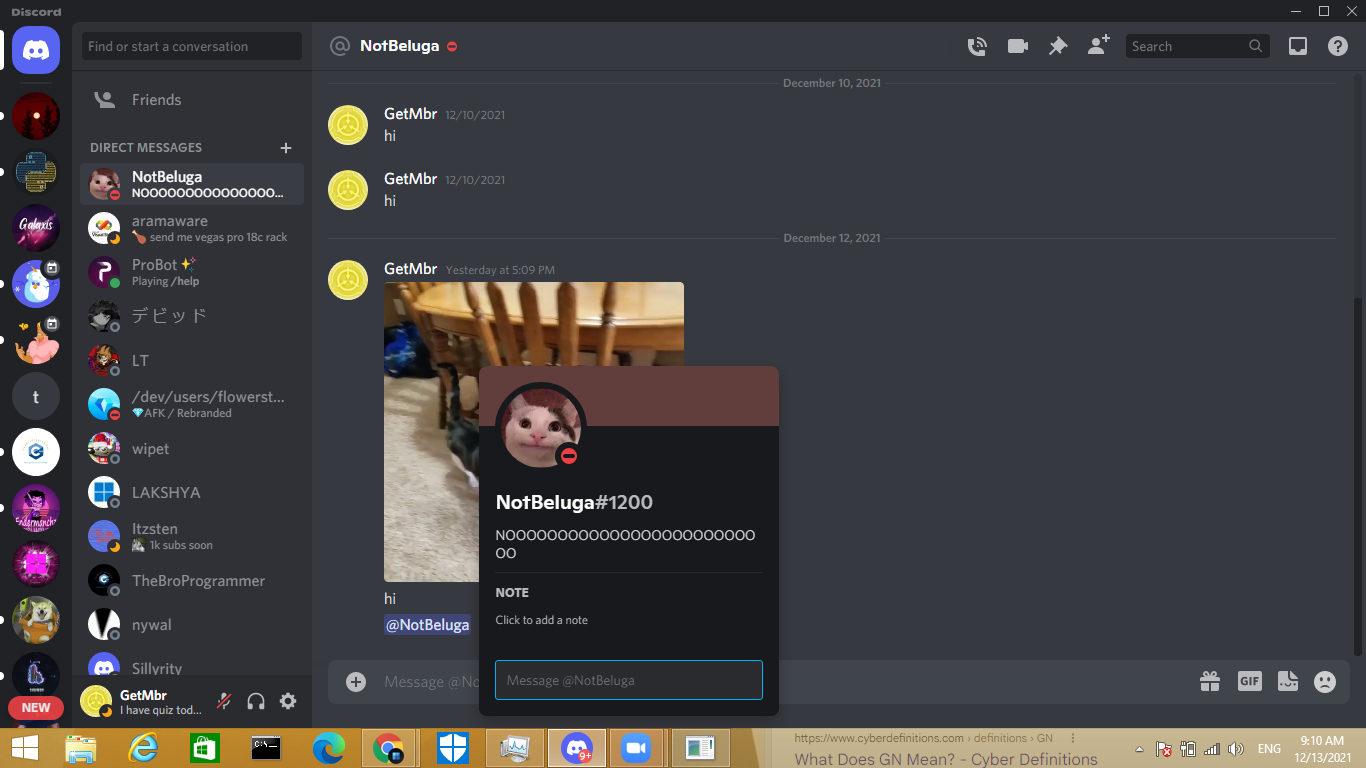 Discord
Find or start a conversation
NotBeluga
Search
Friends
DIRECT MESSAGES
NotBeluga
NOOOOOOOOOOOOOOO...
aramaware
send me vegas pro 18c rack
ProBot
Playing /help
デビッド
LT
/dev/users/flowerst...
AFK / Rebranded
wipet
LAKSHYA
Itzsten
1k subs soon
TheBroProgrammer
nywal
Sillyrity
GetMbr
I have quiz tod...
Galaxis
t
NEW
December 10, 2021
GetMbr 12/10/2021
hi
GetMbr 12/10/2021
hi
December 12, 2021
GetMbr Yesterday at 5:09 PM
hi
@NotBeluga
NotBeluga#1200
NOOOOOOOOOOOOOOOOOOOOOOOO
OO
NOTE
Click to add a note
Message @NotBeluga
Message @No
GIF
C:\_
9+
https://www.cyberdefinitions.com › definitions › GN
What Does GN Mean? - Cyber Definitions
ENG
9:10 AM
12/13/2021